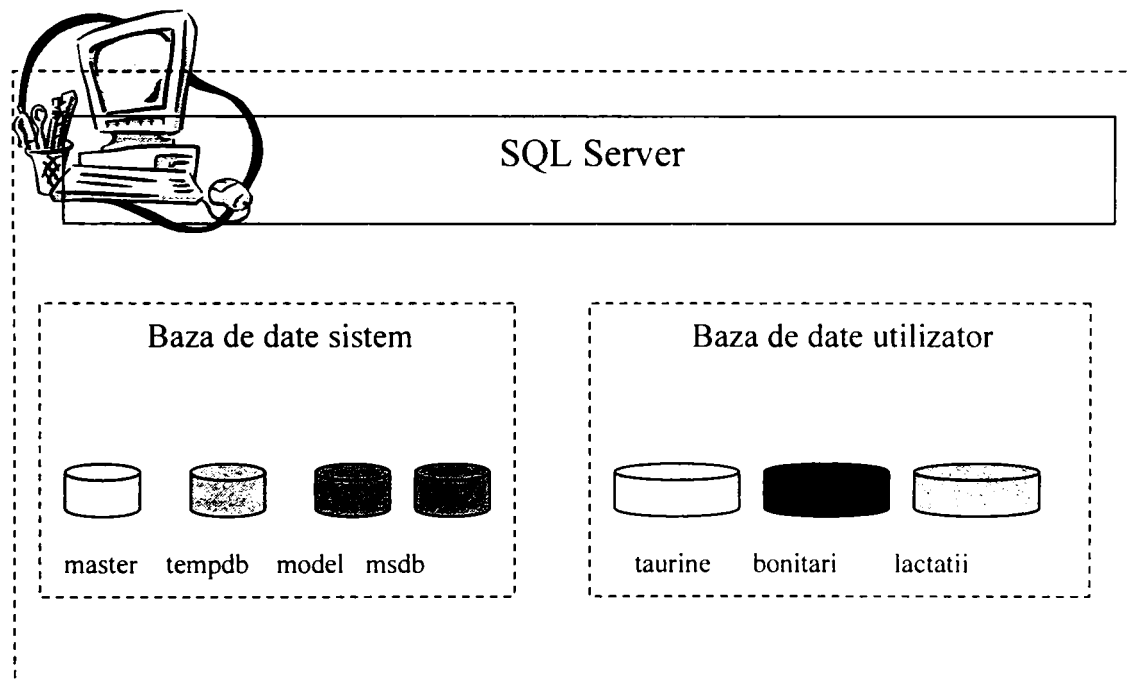 SQL Server
Baza de date sistem
master tempdb model msdb
Baza de date utilizator
taurine bonitari lactatii